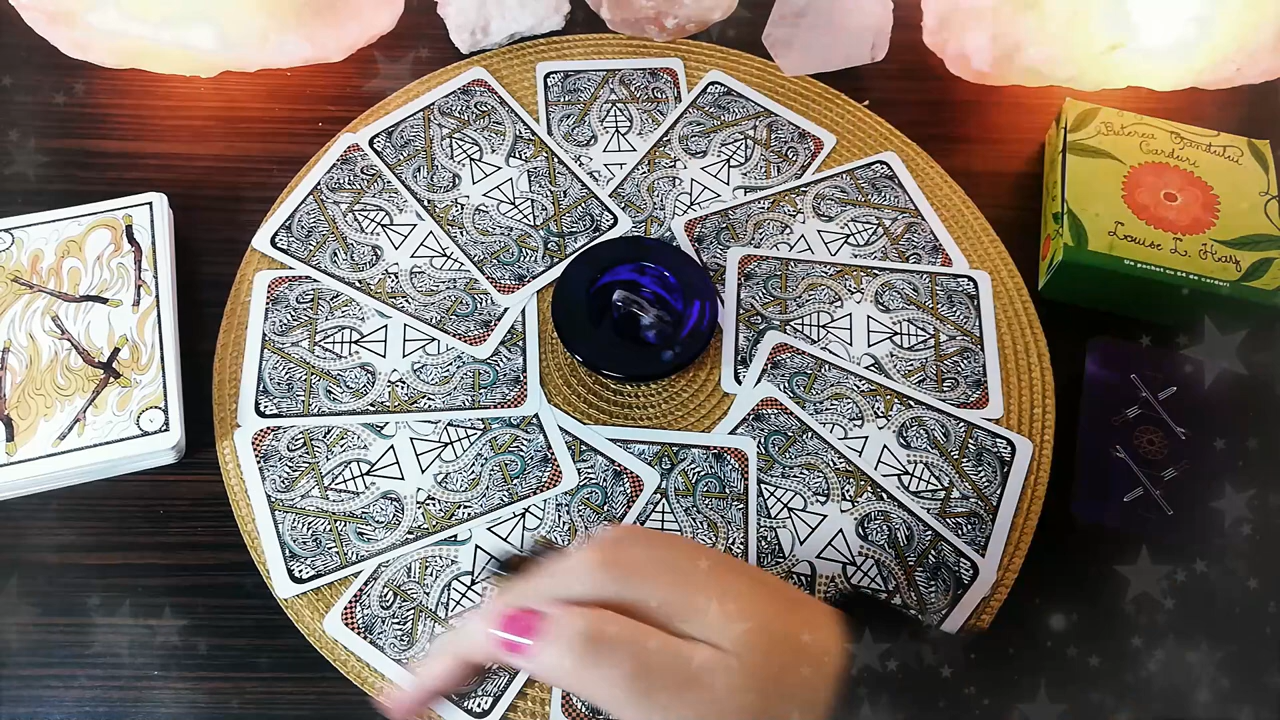 Puterea Gândului
Carduri
Louise L. Hay
Un pachet cu 64 de carduri